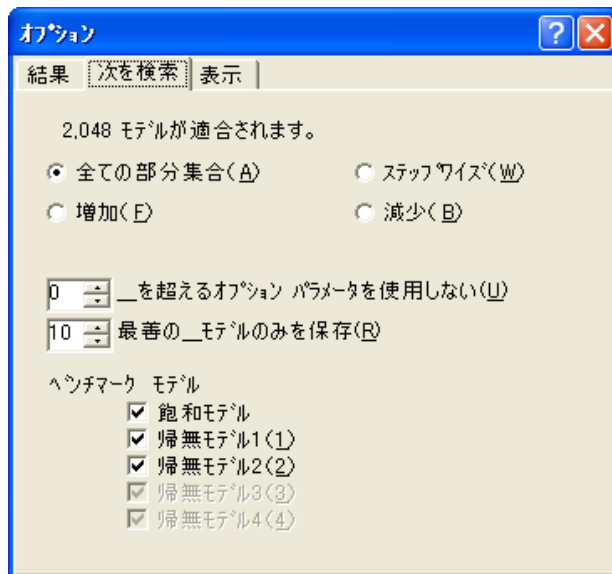 オプション
結果 次を検索 表示
2,048 モデルが適合されます。
全ての部分集合(A) ステップワイズ(W)
増加(F) 減少(B)
0 __を超えるオプション パラメータを使用しない(U)
10 最善の__モデルのみを保存(R)
ベンチマーク モデル
飽和モデル
帰無モデル1(1)
帰無モデル2(2)
帰無モデル3(3)
帰無モデル4(4)